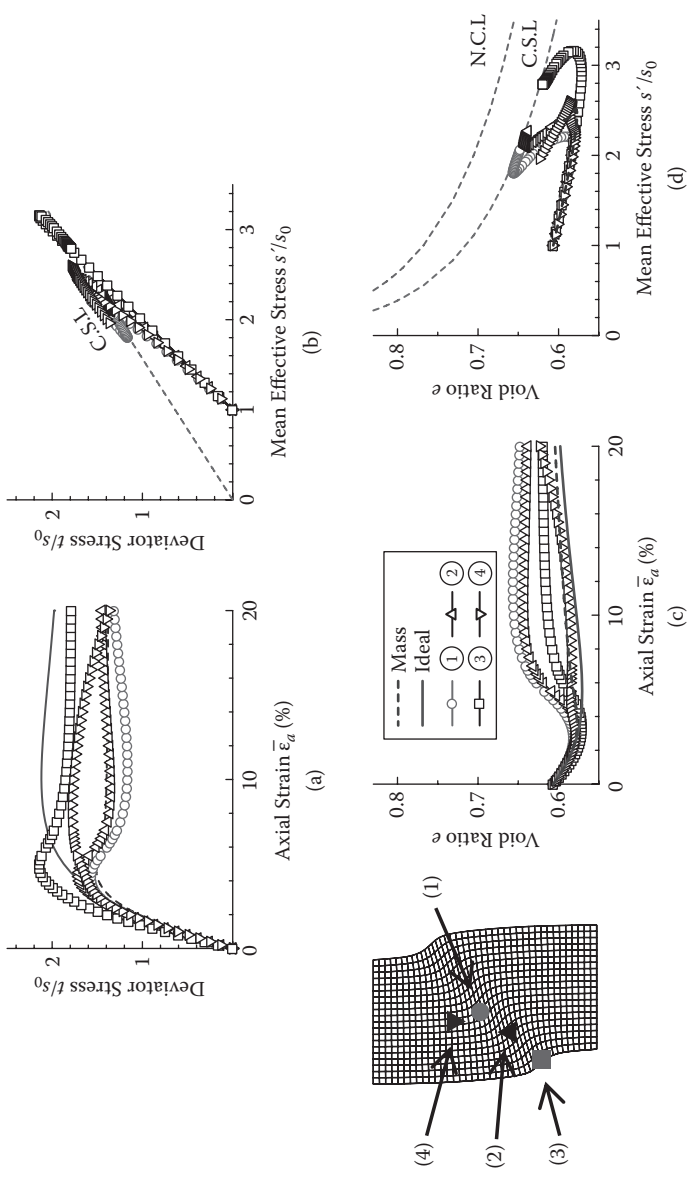 2
1
0
10
20
Deviator Stress t/s₀
Axial Strain ε̅ₐ (%)
(a)
2
1
0
1
2
3
C.S.L
Deviator Stress t/s₀
Mean Effective Stress s′/s₀
(b)
(1)
(4)
(2)
(3)
0.8
0.7
0.6
0
10
20
Mass
Ideal
1
2
3
4
Void Ratio e
Axial Strain ε̅ₐ (%)
(c)
0.8
0.7
0.6
0
1
2
3
N.C.L
C.S.L
Void Ratio e
Mean Effective Stress s′/s₀
(d)